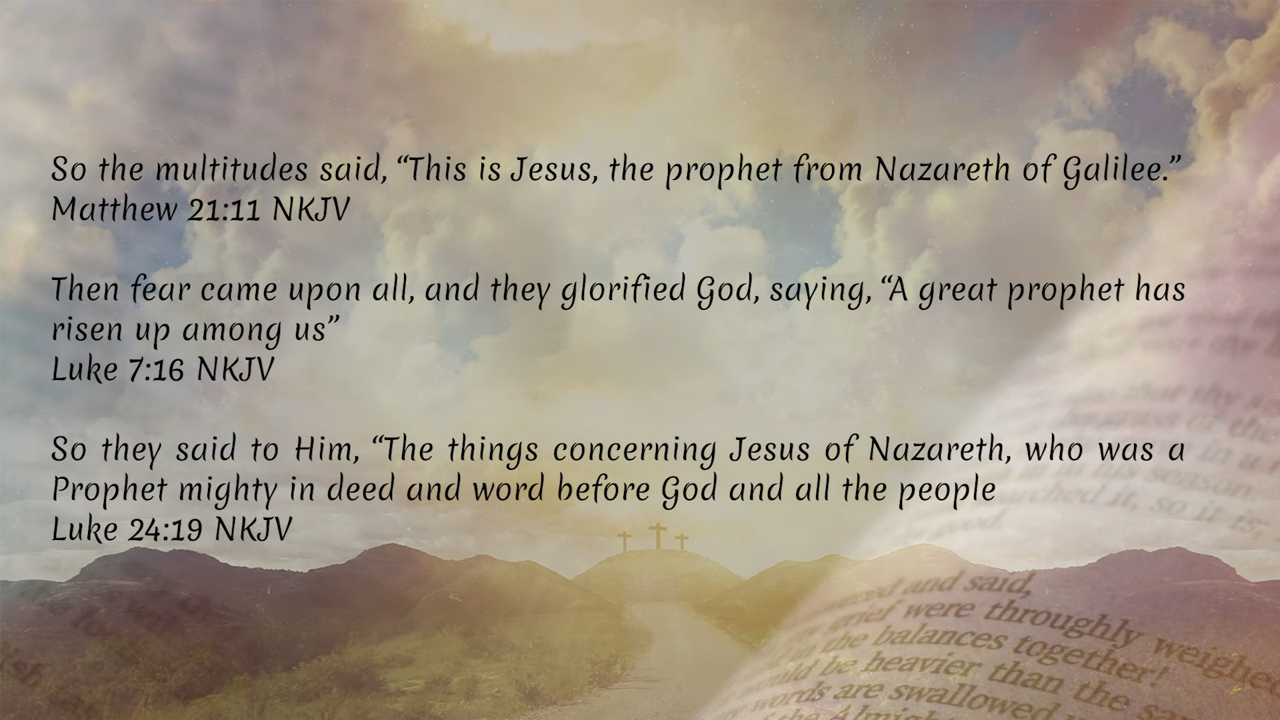 So the multitudes said, “This is Jesus, the prophet from Nazareth of Galilee.”
Matthew 21:11 NKJV
Then fear came upon all, and they glorified God, saying, “A great prophet has
risen up among us”
Luke 7:16 NKJV
So they said to Him, “The things concerning Jesus of Nazareth, who was a
Prophet mighty in deed and word before God and all the people
Luke 24:19 NKJV
and said,
grief were throughly weighed
in the balances together!
be heavier than the
words are swallowed
the Almighty